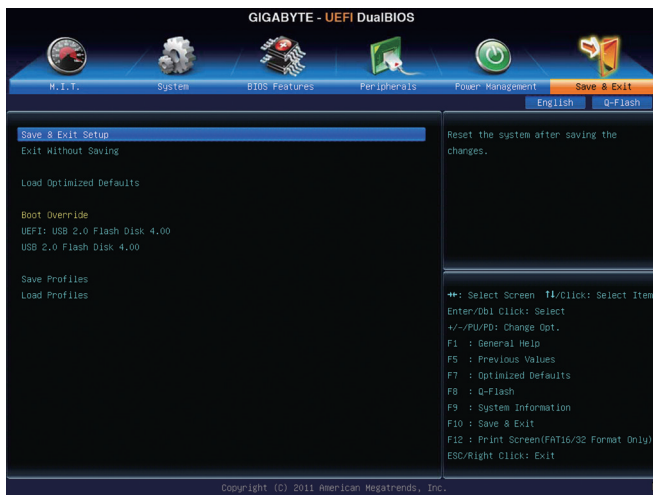 GIGABYTE - UEFI DualBIOS
M.I.T. System BIOS Features Peripherals Power Management Save & Exit
English Q-Flash
Save & Exit Setup
Exit Without Saving
Load Optimized Defaults
Boot Override
UEFI: USB 2.0 Flash Disk 4.00
USB 2.0 Flash Disk 4.00
Save Profiles
Load Profiles
Reset the system after saving the
changes.
→←: Select Screen ↑↓/Click: Select Item
Enter/Dbl Click: Select
+/-/PU/PD: Change Opt.
F1 : General Help
F5 : Previous Values
F7 : Optimized Defaults
F8 : Q-Flash
F9 : System Information
F10 : Save & Exit
F12 : Print Screen(FAT16/32 Format Only)
ESC/Right Click: Exit
Copyright (C) 2011 American Megatrends, Inc.